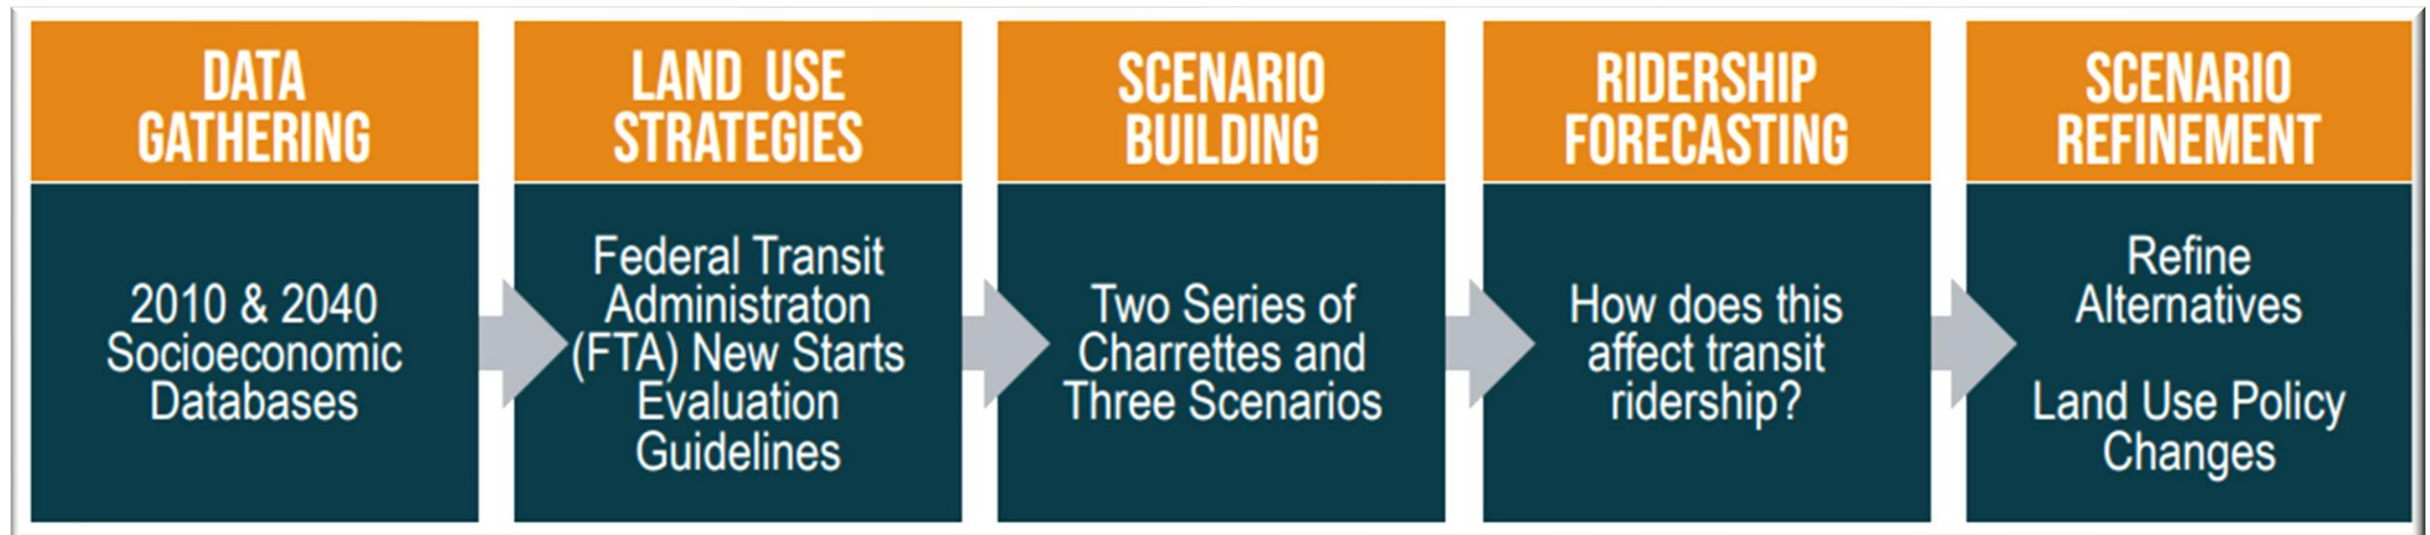 DATA
GATHERING
2010 & 2040
Socioeconomic
Databases
LAND USE
STRATEGIES
Federal Transit
Administraton
(FTA) New Starts
Evaluation
Guidelines
SCENARIO
BUILDING
Two Series of
Charrettes and
Three Scenarios
RIDERSHIP
FORECASTING
How does this
affect transit
ridership?
SCENARIO
REFINEMENT
Refine
Alternatives
Land Use Policy
Changes